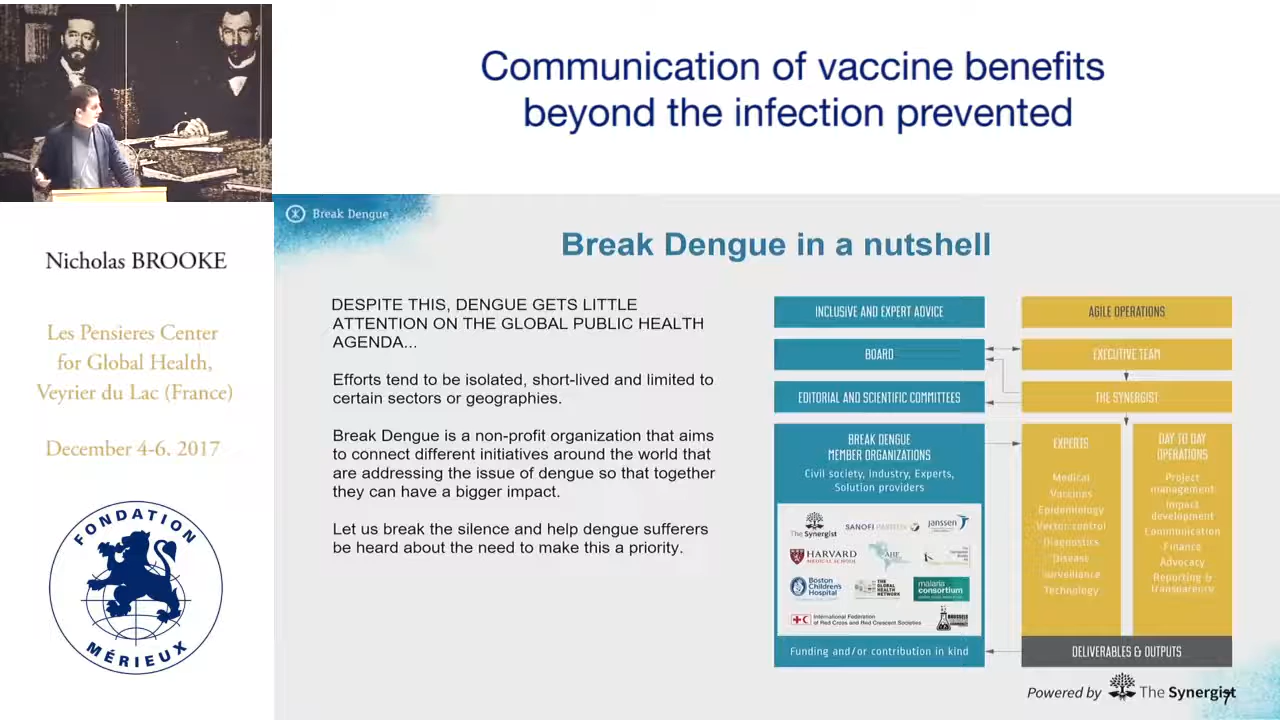 Communication of vaccine benefits
beyond the infection prevented
Nicholas BROOKE
Les Pensieres Center
for Global Health,
Veyrier du Lac (France)
December 4-6, 2017
FONDATION
MÉRIEUX
Break Dengue
Break Dengue in a nutshell
DESPITE THIS, DENGUE GETS LITTLE
ATTENTION ON THE GLOBAL PUBLIC HEALTH
AGENDA...
Efforts tend to be isolated, short-lived and limited to
certain sectors or geographies.
Break Dengue is a non-profit organization that aims
to connect different initiatives around the world that
are addressing the issue of dengue so that together
they can have a bigger impact.
Let us break the silence and help dengue sufferers
be heard about the need to make this a priority.
INCLUSIVE AND EXPERT ADVICE
BOARD
EDITORIAL AND SCIENTIFIC COMMITTEES
BREAK DENGUE
MEMBER ORGANIZATIONS
Civil society, Industry, Experts,
Solution providers
The Synergist
SANOFI PASTEUR
janssen
HARVARD
MEDICAL SCHOOL
Boston
Children's
Hospital
THE
GLOBAL
HEALTH
NETWORK
malaria
consortium
International Federation
of Red Cross and Red Crescent Societies
Funding and/or contribution in kind
AGILE OPERATIONS
EXECUTIVE TEAM
THE SYNERGIST
EXPERTS
Medical
Vaccines
Epidemiology
Vector control
Diagnostics
Disease
surveillance
Technology
DAY TO DAY
OPERATIONS
Project
management
Impact
development
Communication
Finance
Advocacy
Reporting &
transparence
DELIVERABLES & OUTPUTS
Powered by The Synergist
7